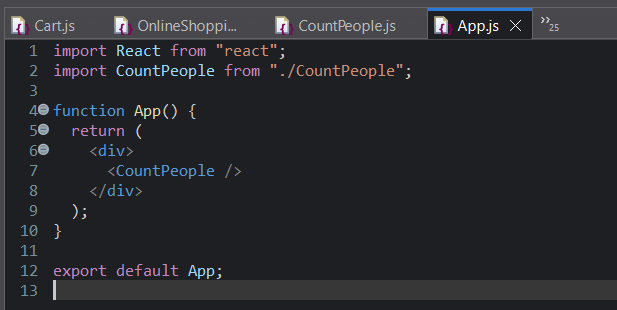 Cart.js OnlineShoppi... CountPeople.js App.js 25
1 import React from "react";
2 import CountPeople from "./CountPeople";
3
4 function App() {
5   return (
6     <div>
7       <CountPeople />
8     </div>
9   );
10 }
11
12 export default App;
13